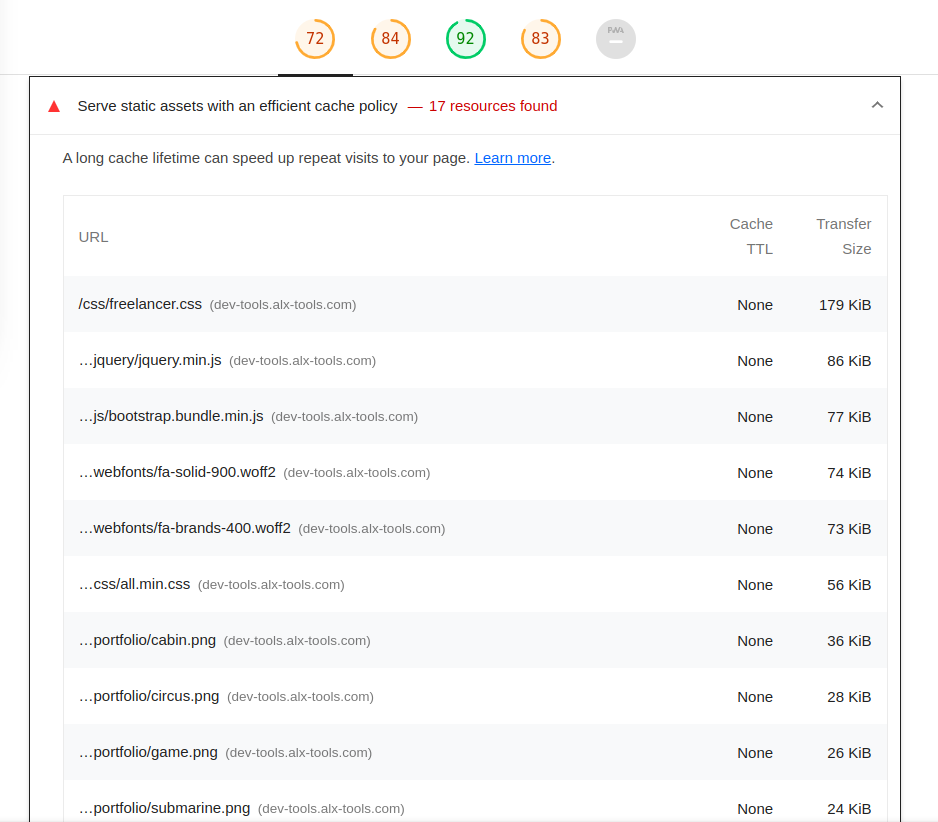 72 84 92 83 PWA
Serve static assets with an efficient cache policy — 17 resources found
A long cache lifetime can speed up repeat visits to your page. Learn more.
URL Cache TTL Transfer Size
/css/freelancer.css (dev-tools.alx-tools.com) None 179 KiB
…jquery/jquery.min.js (dev-tools.alx-tools.com) None 86 KiB
…js/bootstrap.bundle.min.js (dev-tools.alx-tools.com) None 77 KiB
…webfonts/fa-solid-900.woff2 (dev-tools.alx-tools.com) None 74 KiB
…webfonts/fa-brands-400.woff2 (dev-tools.alx-tools.com) None 73 KiB
…css/all.min.css (dev-tools.alx-tools.com) None 56 KiB
…portfolio/cabin.png (dev-tools.alx-tools.com) None 36 KiB
…portfolio/circus.png (dev-tools.alx-tools.com) None 28 KiB
…portfolio/game.png (dev-tools.alx-tools.com) None 26 KiB
…portfolio/submarine.png (dev-tools.alx-tools.com) None 24 KiB